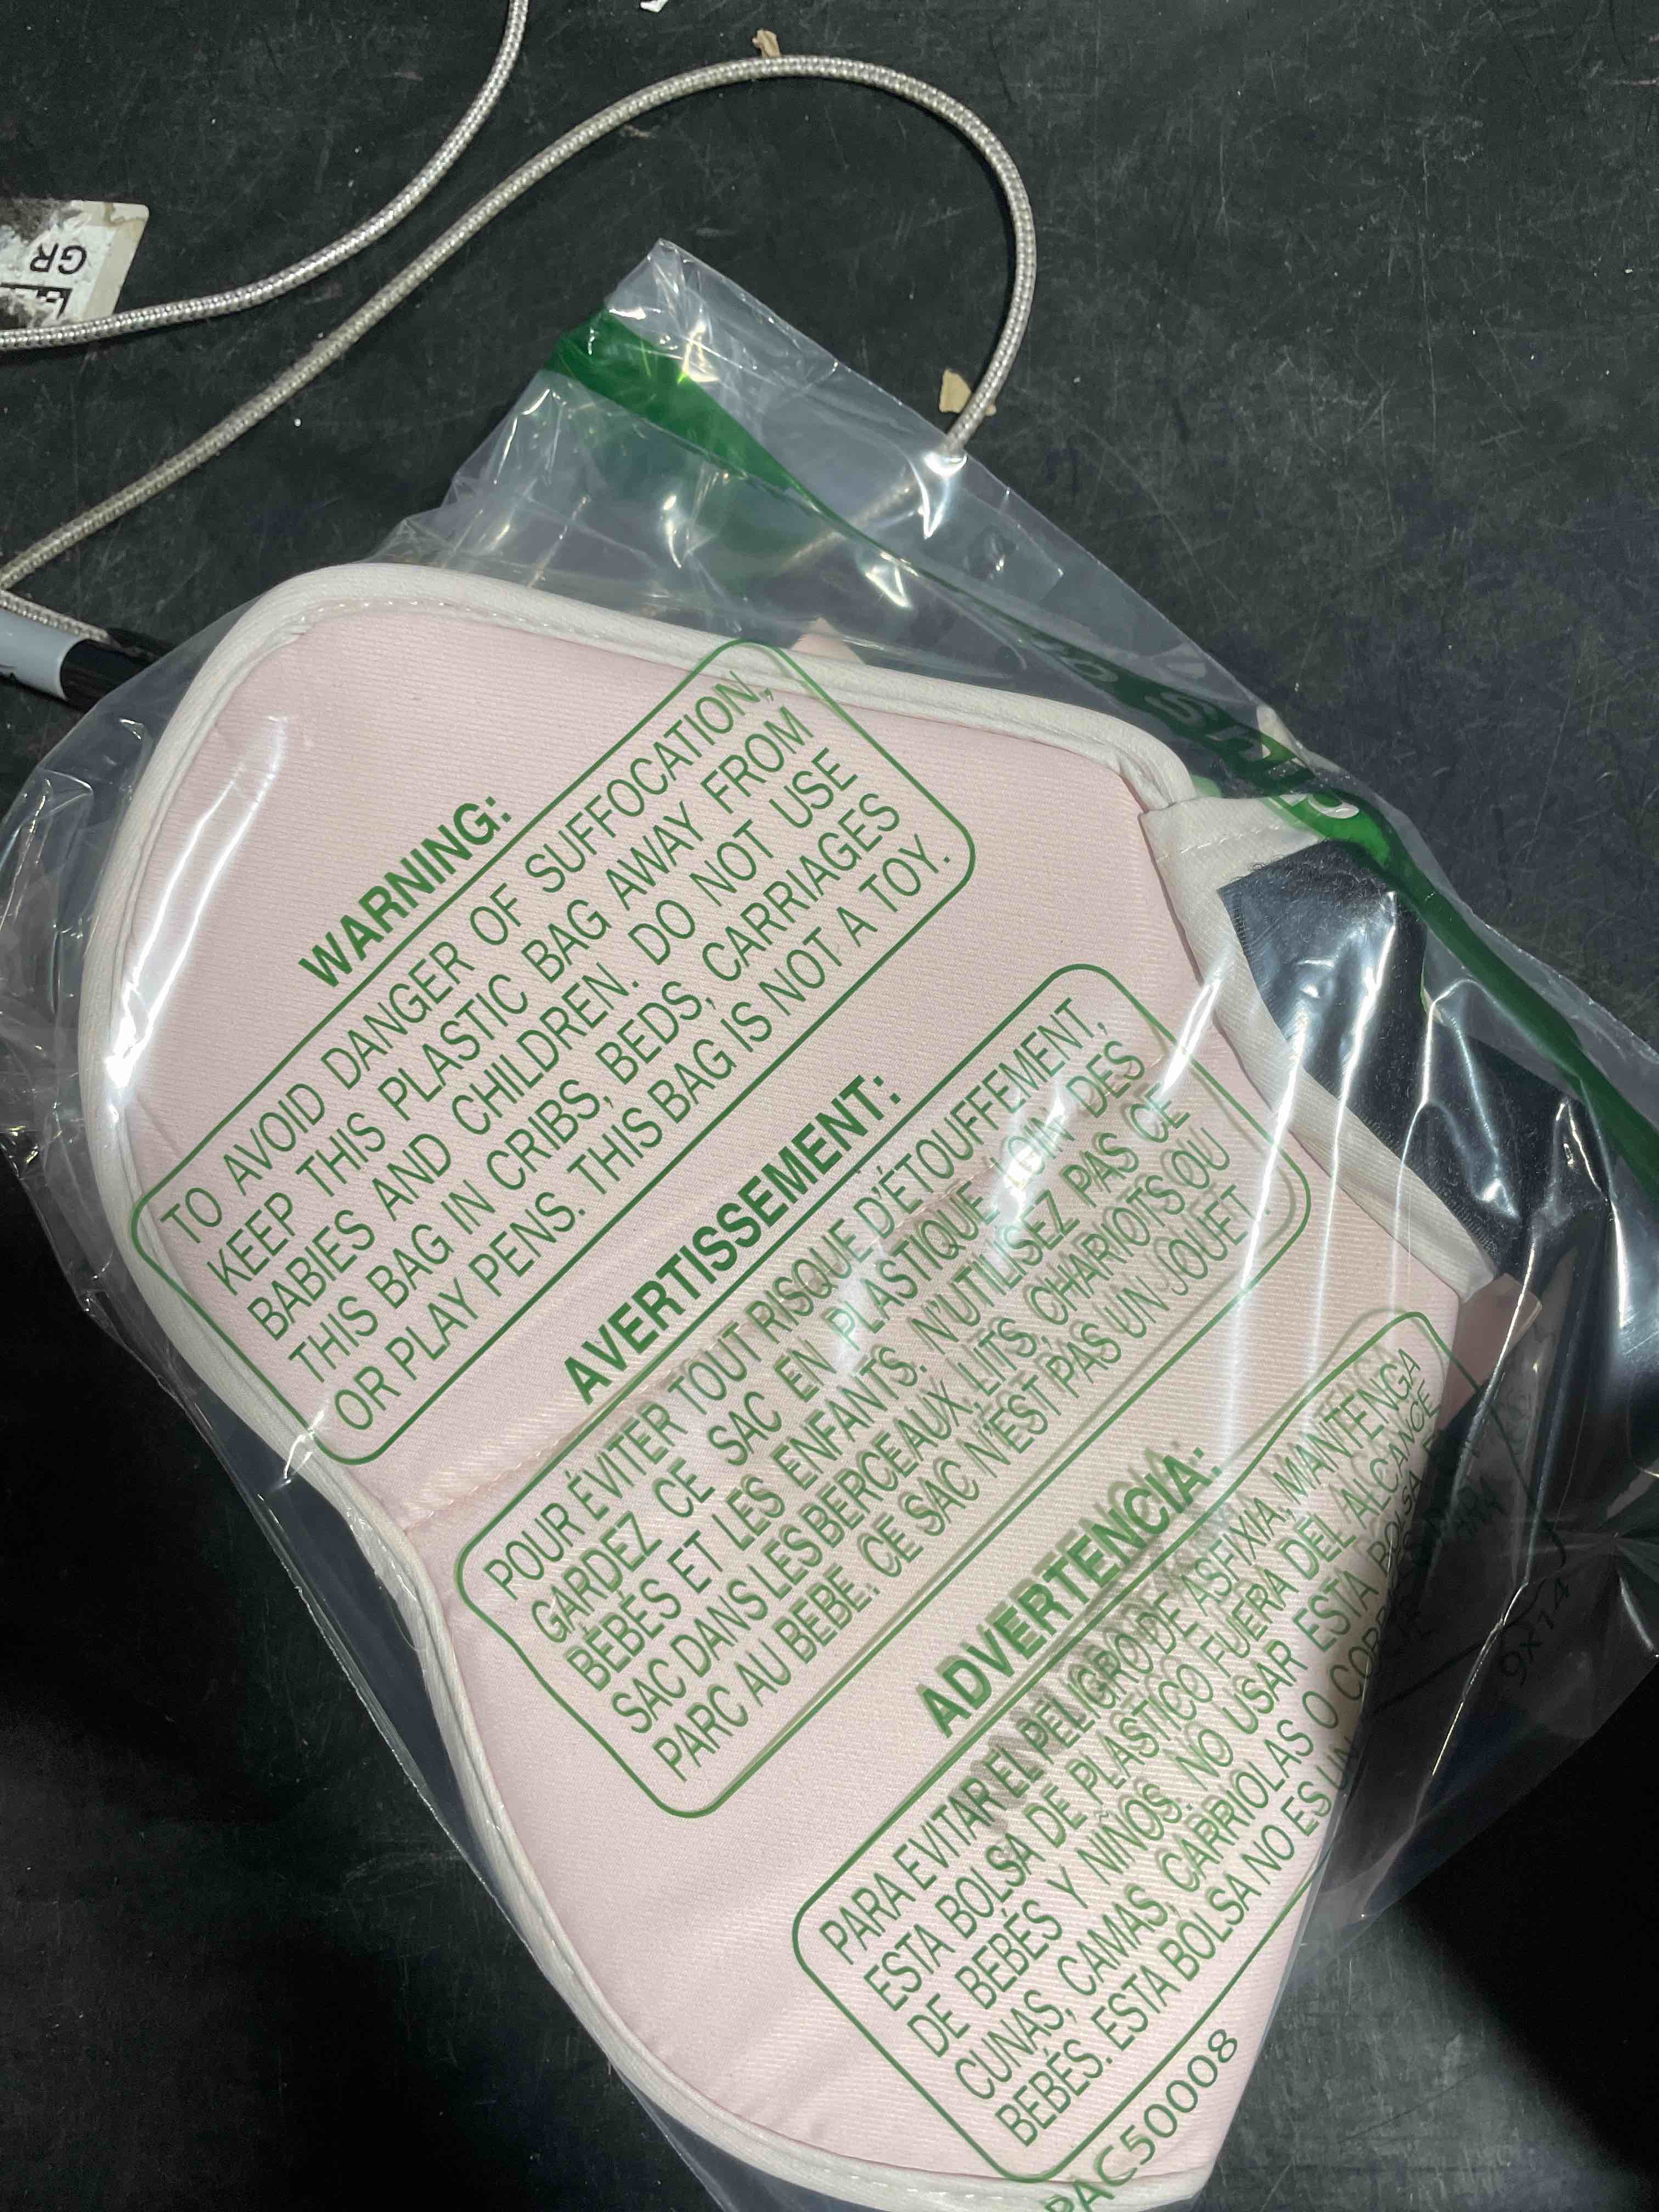 GR
WARNING:
TO AVOID DANGER OF SUFFOCATION,
KEEP THIS PLASTIC BAG AWAY FROM
BABIES AND CHILDREN. DO NOT USE
THIS BAG IN CRIBS, BEDS, CARRIAGES
OR PLAY PENS. THIS BAG IS NOT A TOY.
AVERTISSEMENT:
POUR ÉVITER TOUT RISQUE D'ÉTOUFFEMENT,
GARDEZ CE SAC EN PLASTIQUE LOIN DES
BÉBÉS ET LES ENFANTS. N'UTILISEZ PAS CE
SAC DANS LES BERCEAUX, LITS, CHARIOTS OU
PARC AU BEBE. CE SAC N'EST PAS UN JOUET.
ADVERTENCIA:
PARA EVITAR EL PELIGRO DE ASFIXIA, MANTENGA
ESTA BOLSA DE PLASTICO FUERA DEL ALCANCE
DE BEBÉS Y NIÑOS. NO USAR ESTA BOLSA
CUNAS, CAMAS, CARRIOLAS O
BEBÉS. ESTA BOLSA NO ES UN
PAC50008
9x14